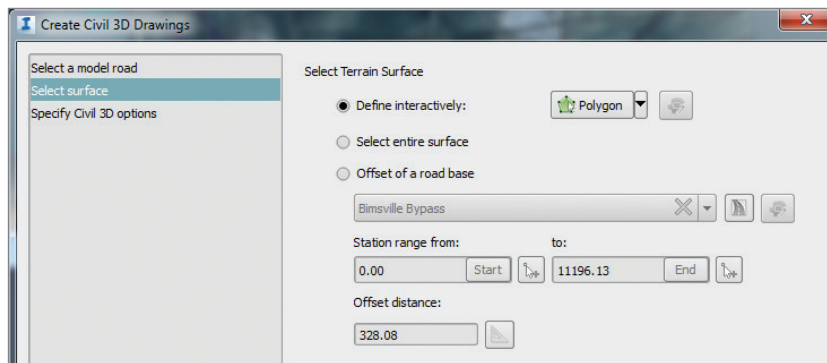 Create Civil 3D Drawings
Select a model road
Select surface
Specify Civil 3D options
Select Terrain Surface
Define interactively:
Polygon
Select entire surface
Offset of a road base
Bimsville Bypass
Station range from: to:
0.00 Start 11196.13 End
Offset distance:
328.08